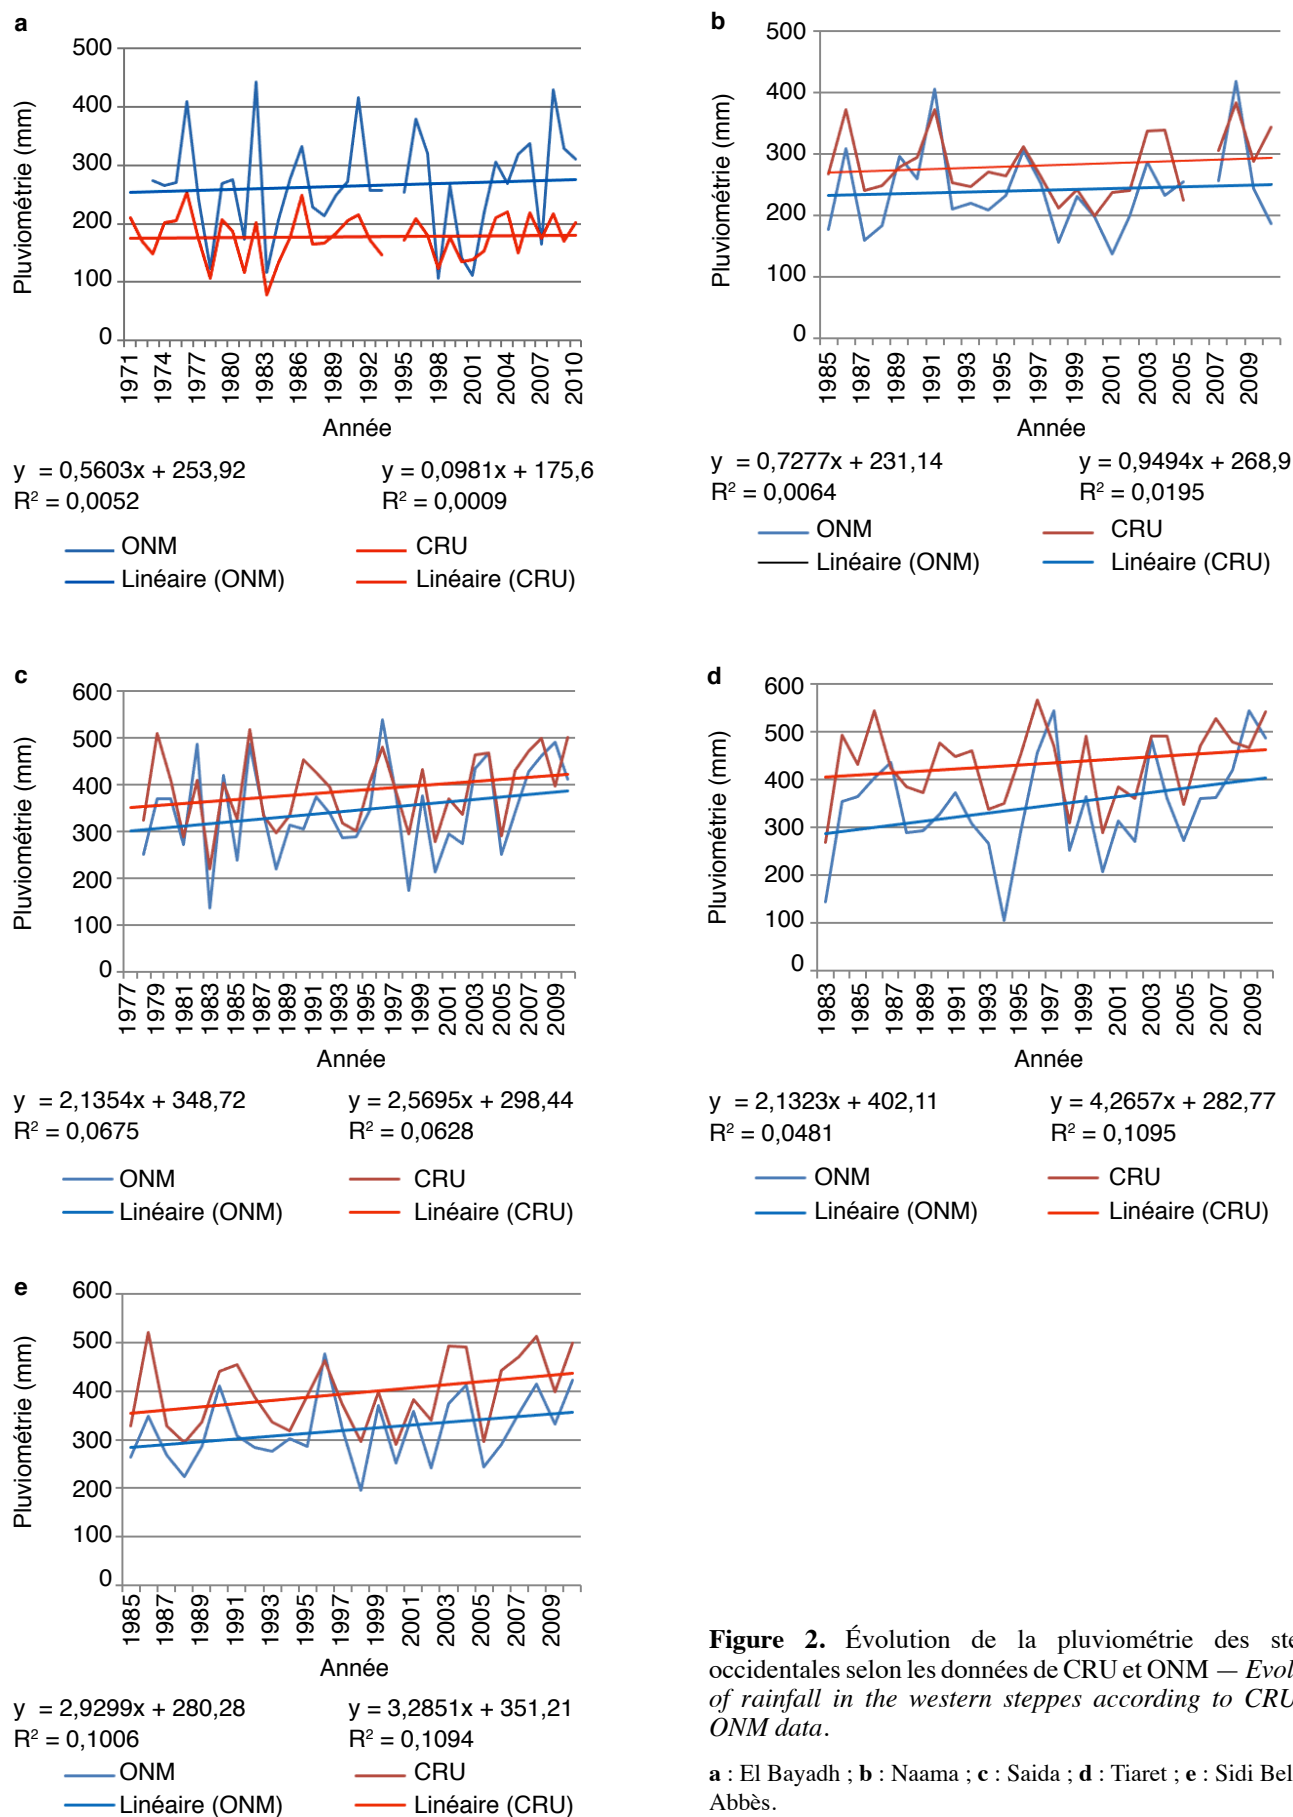 a
500
400
300
200
100
0
Pluviométrie (mm)
1971 1974 1977 1980 1983 1986 1989 1992 1995 1998 2001 2004 2007 2010
Année
y = 0,5603x + 253,92 y = 0,0981x + 175,6
R² = 0,0052 R² = 0,0009
ONM CRU
Linéaire (ONM) Linéaire (CRU)
b
500
400
300
200
100
0
Pluviométrie (mm)
1985 1987 1989 1991 1993 1995 1997 1999 2001 2003 2005 2007 2009
Année
y = 0,7277x + 231,14 y = 0,9494x + 268,9
R² = 0,0064 R² = 0,0195
ONM CRU
Linéaire (ONM) Linéaire (CRU)
c
600
500
400
300
200
100
0
Pluviométrie (mm)
1977 1979 1981 1983 1985 1987 1989 1991 1993 1995 1997 1999 2001 2003 2005 2007 2009
Année
y = 2,1354x + 348,72 y = 2,5695x + 298,44
R² = 0,0675 R² = 0,0628
ONM CRU
Linéaire (ONM) Linéaire (CRU)
d
600
500
400
300
200
100
0
Pluviométrie (mm)
1983 1985 1987 1989 1991 1993 1995 1997 1999 2001 2003 2005 2007 2009
Année
y = 2,1323x + 402,11 y = 4,2657x + 282,77
R² = 0,0481 R² = 0,1095
ONM CRU
Linéaire (ONM) Linéaire (CRU)
e
600
500
400
300
200
100
0
Pluviométrie (mm)
1985 1987 1989 1991 1993 1995 1997 1999 2001 2003 2005 2007 2009
Année
y = 2,9299x + 280,28 y = 3,2851x + 351,21
R² = 0,1006 R² = 0,1094
ONM CRU
Linéaire (ONM) Linéaire (CRU)
Figure 2. Évolution de la pluviométrie des
occidentales selon les données de CRU et ONM —
of rainfall in the western steppes according to CRU
ONM data.
a : El Bayadh ; b : Naama ; c : Saida ; d : Tiaret ; e : Sidi Bel
Abbès.